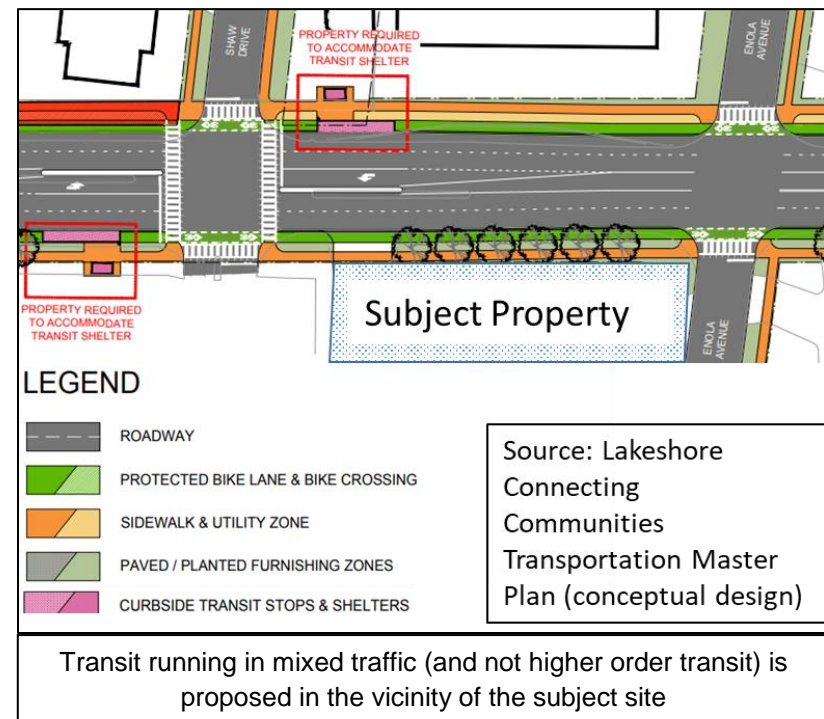 SHAW
DRIVE
PROPERTY REQUIRED
TO ACCOMMODATE
TRANSIT SHELTER
ENOLA
AVENUE
PROPERTY REQUIRED
TO ACCOMMODATE
TRANSIT SHELTER
Subject Property
ENOLA
AVENUE
LEGEND
ROADWAY
PROTECTED BIKE LANE & BIKE CROSSING
SIDEWALK & UTILITY ZONE
PAVED / PLANTED FURNISHING ZONES
CURBSIDE TRANSIT STOPS & SHELTERS
Source: Lakeshore
Connecting
Communities
Transportation Master
Plan (conceptual design)
Transit running in mixed traffic (and not higher order transit) is
proposed in the vicinity of the subject site